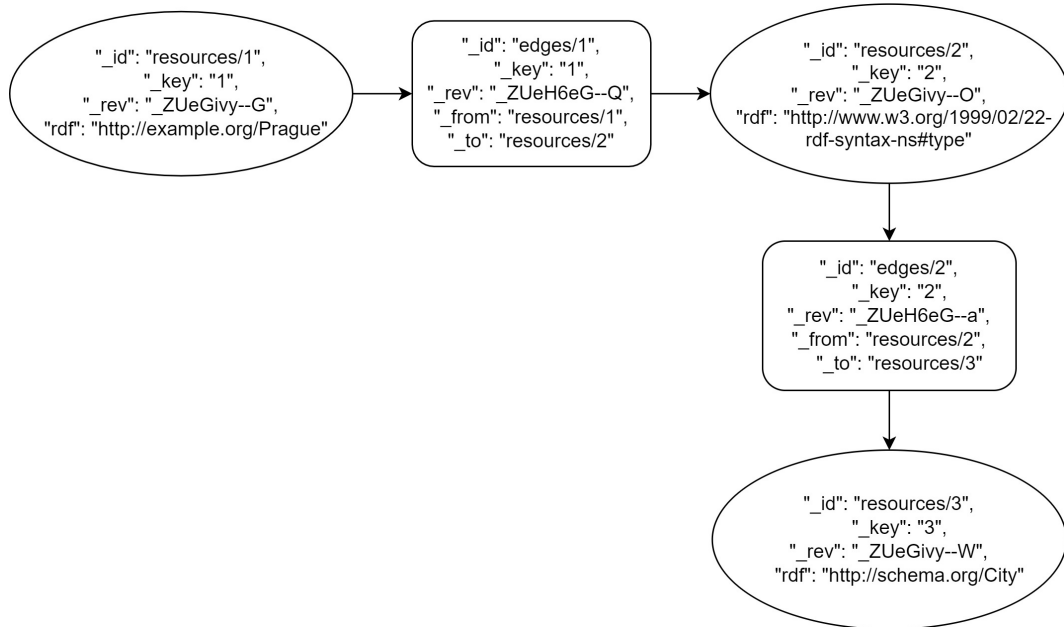 "_id": "resources/1",
"_key": "1",
"_rev": "_ZUeGivy--G",
"rdf": "http://example.org/Prague"
"_id": "edges/1",
"_key": "1",
"_rev": "_ZUeH6eG--Q",
"_from": "resources/1",
"_to": "resources/2"
"_id": "resources/2",
"_key": "2",
"_rev": "_ZUeGivy--O",
"rdf": "http://www.w3.org/1999/02/22-
rdf-syntax-ns#type"
"_id": "edges/2",
"_key": "2",
"_rev": "_ZUeH6eG--a",
"_from": "resources/2",
"_to": "resources/3"
"_id": "resources/3",
"_key": "3",
"_rev": "_ZUeGivy--W",
"rdf": "http://schema.org/City"